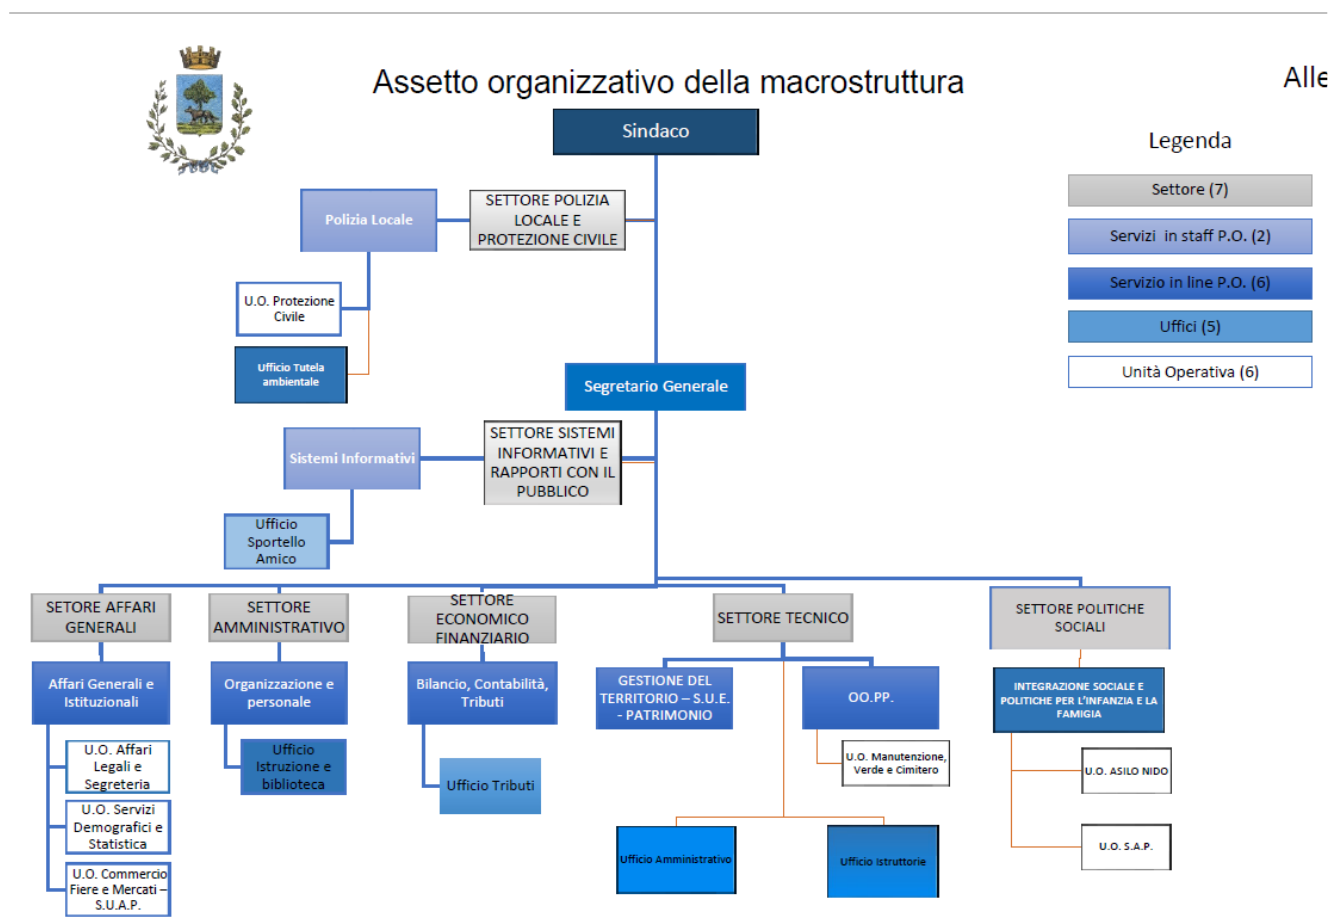 Assetto organizzativo della macrostruttura
Alle
Sindaco
Legenda
Settore (7)
Servizi in staff P.O. (2)
Servizio in line P.O. (6)
Uffici (5)
Unità Operativa (6)
Polizia Locale
SETTORE POLIZIA
LOCALE E
PROTEZIONE CIVILE
U.O. Protezione
Civile
Ufficio Tutela
ambientale
Segretario Generale
Sistemi Informativi
SETTORE SISTEMI
INFORMATIVI E
RAPPORTI CON IL
PUBBLICO
Ufficio
Sportello
Amico
SETORE AFFARI
GENERALI
SETTORE
AMMINISTRATIVO
SETTORE
ECONOMICO
FINANZIARIO
SETTORE TECNICO
SETTORE POLITICHE
SOCIALI
Affari Generali e
Istituzionali
Organizzazione e
personale
Bilancio, Contabilità,
Tributi
GESTIONE DEL
TERRITORIO – S.U.E.
- PATRIMONIO
OO.PP.
INTEGRAZIONE SOCIALE E
POLITICHE PER L'INFANZIA E LA
FAMIGIA
U.O. Affari
Legali e
Segreteria
Ufficio
Istruzione e
biblioteca
Ufficio Tributi
U.O. Manutenzione,
Verde e Cimitero
U.O. ASILO NIDO
U.O. Servizi
Demografici e
Statistica
U.O. S.A.P.
Ufficio Amministrativo
Ufficio Istruttorie
U.O. Commercio
Fiere e Mercati –
S.U.A.P.